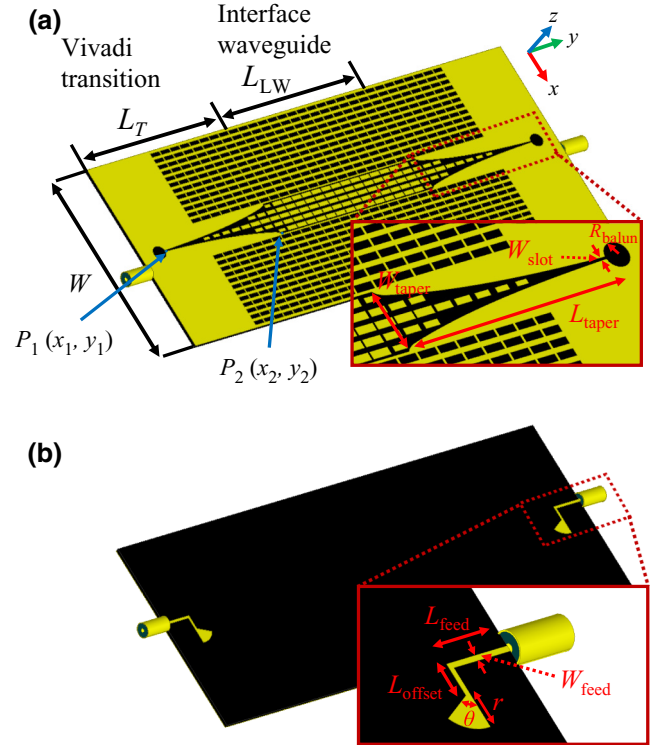 (a)
Vivadi
transition
Interface
waveguide
L_T
L_LW
z
y
x
W
P_1 (x_1, y_1)
P_2 (x_2, y_2)
R_balun
W_slot
W_taper
L_taper
(b)
L_feed
L_offset
W_feed
r
θ